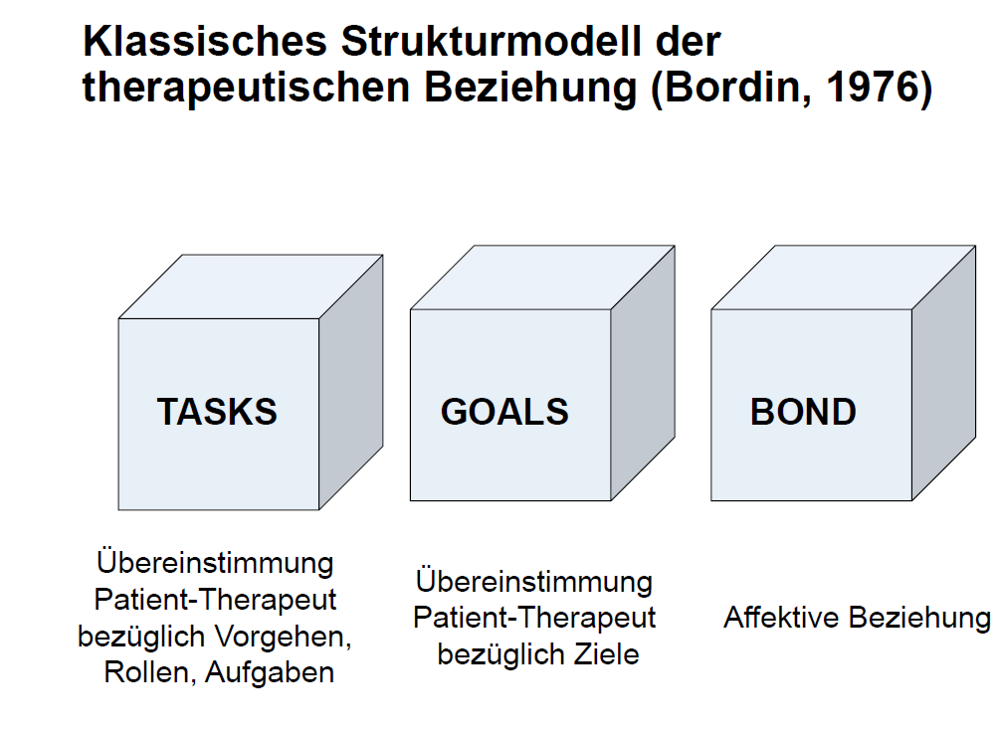 Klassisches Strukturmodell der
therapeutischen Beziehung (Bordin, 1976)
TASKS
GOALS
BOND
Übereinstimmung
Patient-Therapeut
bezüglich Vorgehen,
Rollen, Aufgaben
Übereinstimmung
Patient-Therapeut
bezüglich Ziele
Affektive Beziehung